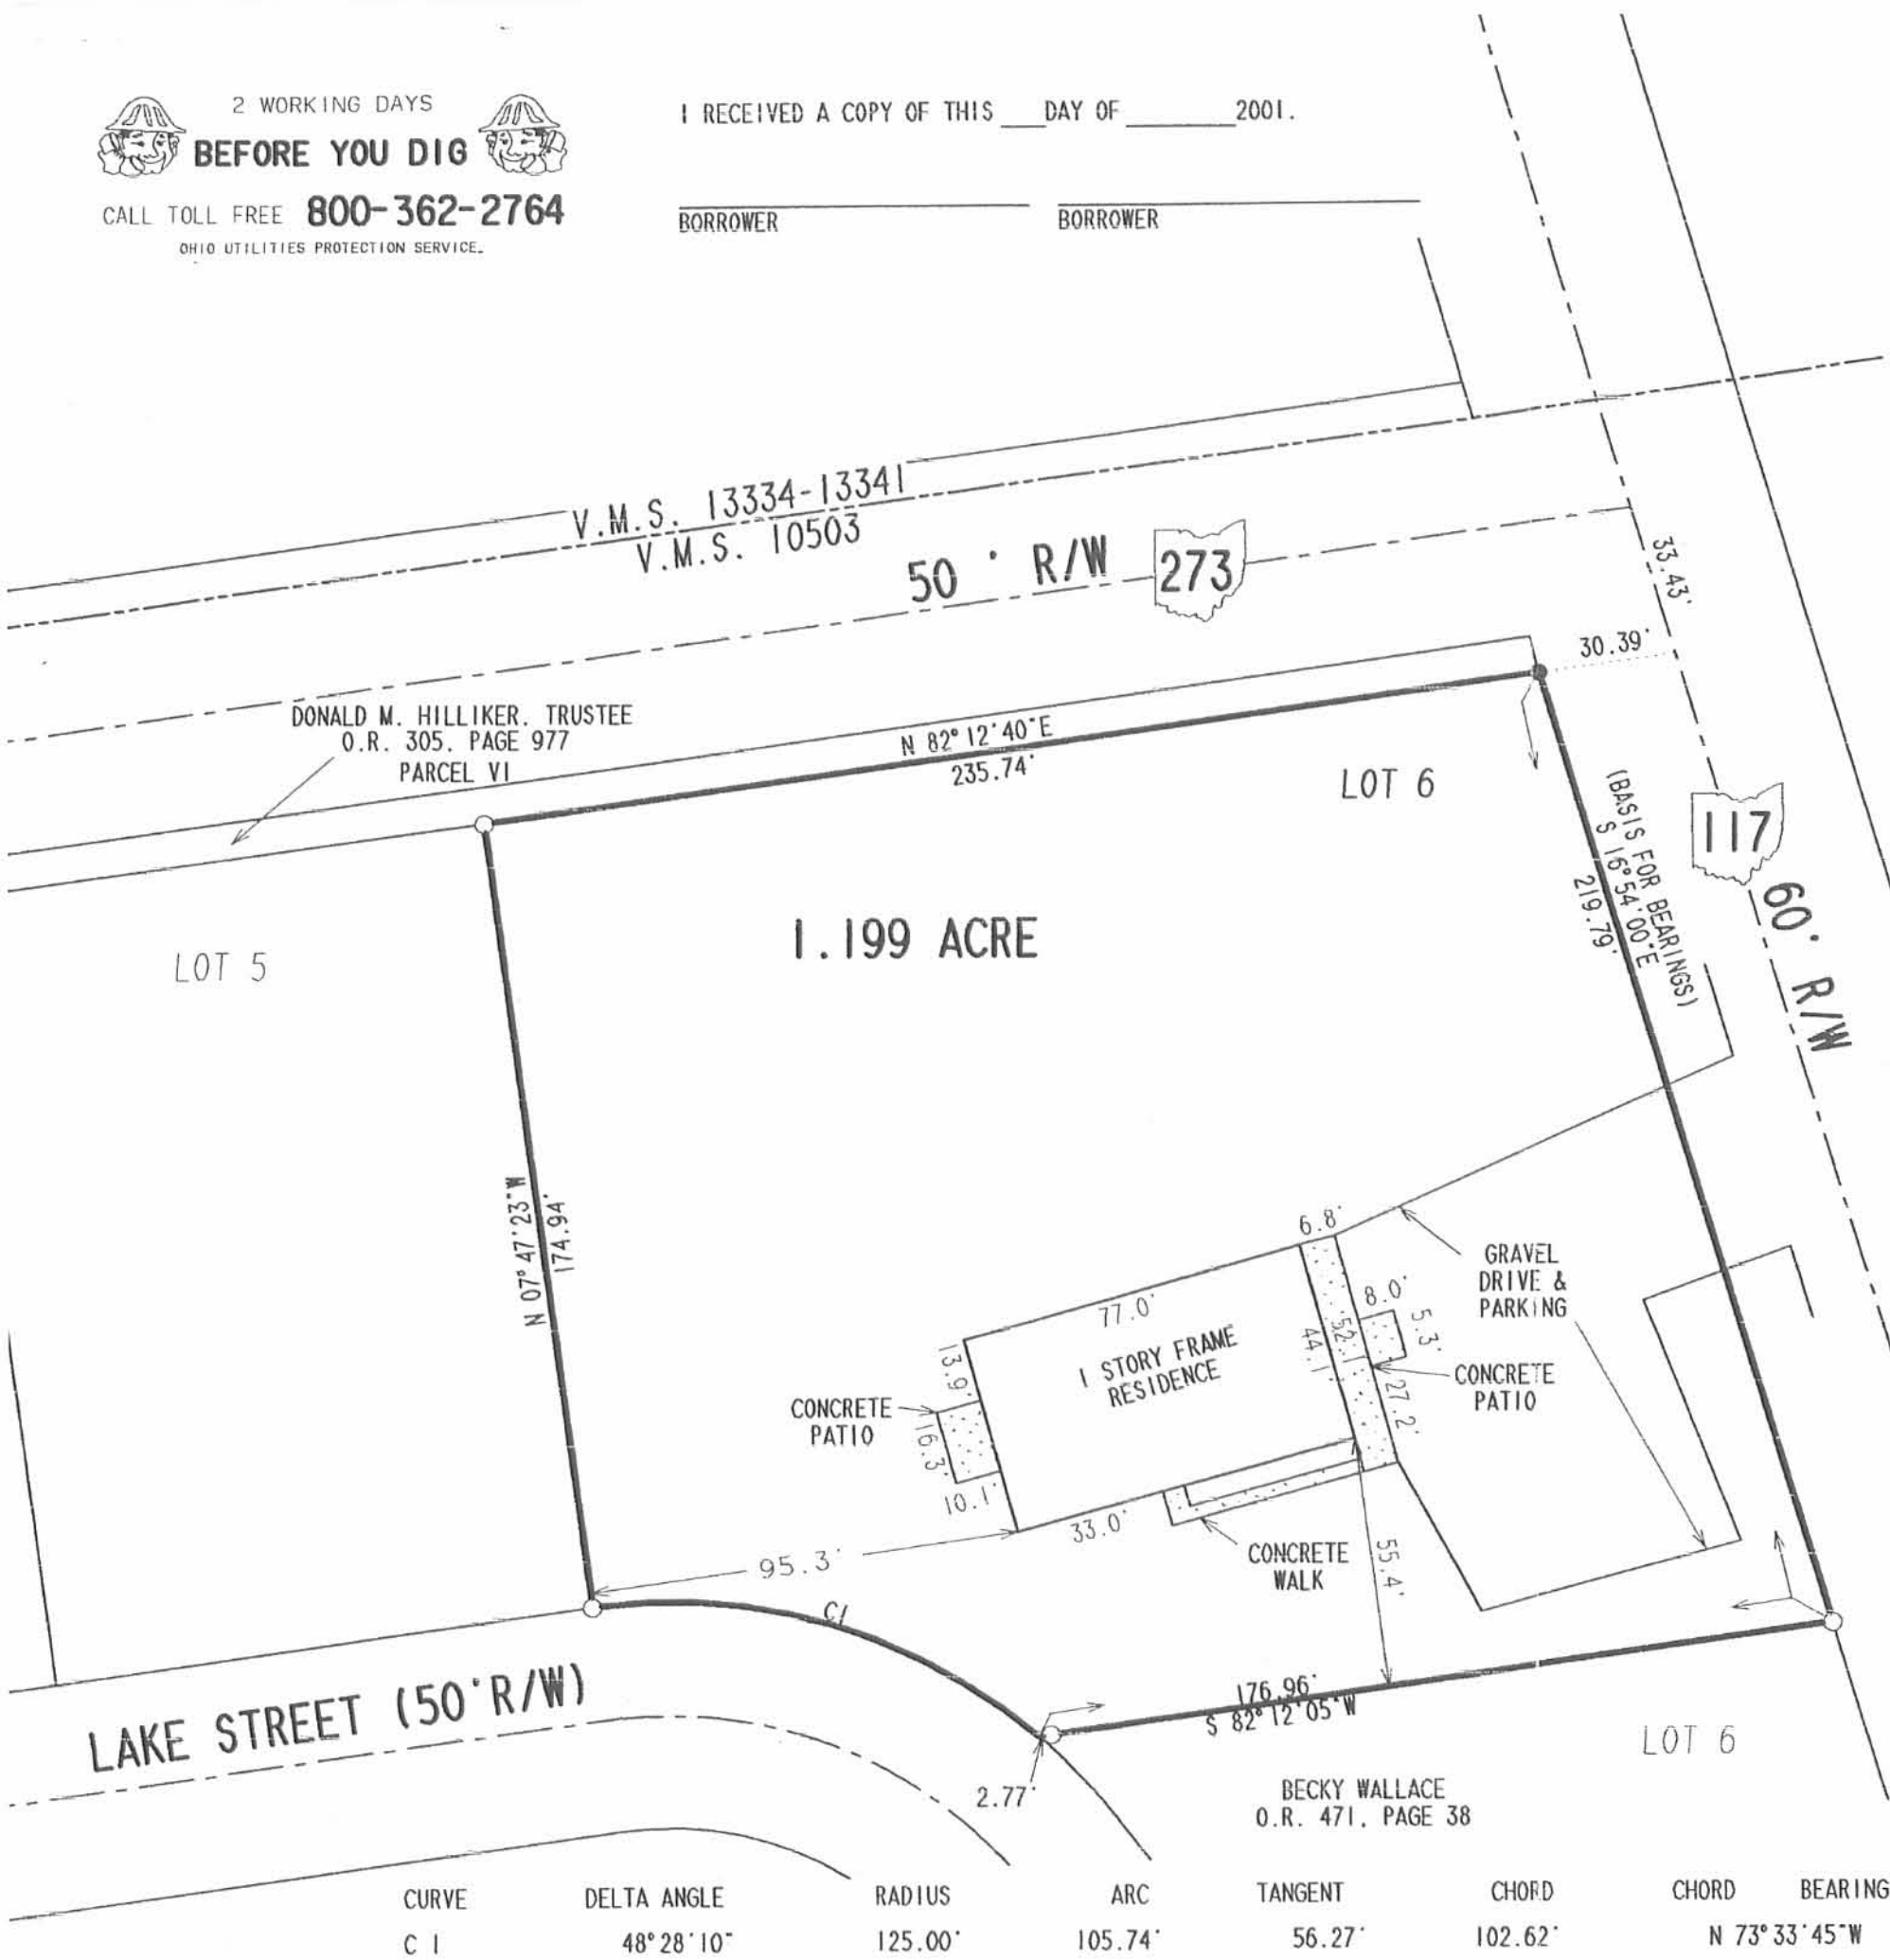 2 WORKING DAYS
BEFORE YOU DIG
CALL TOLL FREE 800-362-2764
OHIO UTILITIES PROTECTION SERVICE.
I RECEIVED A COPY OF THIS ___DAY OF ________2001.
BORROWER
BORROWER
V.M.S. 13334-13341
V.M.S. 10503
50 ' R/W
273
33.43'
30.39'
DONALD M. HILLIKER. TRUSTEE
O.R. 305. PAGE 977
PARCEL VI
N 82° 12'40"E
235.74'
LOT 6
(BASIS FOR BEARINGS)
S 16°54'00"E
219.79'
117
60' R/W
LOT 5
1.199 ACRE
N 07°47'23"W
174.94'
6.8'
77.0'
8.0'
5.3'
GRAVEL
DRIVE &
PARKING
13.9'
1 STORY FRAME
RESIDENCE
44.1'
52.1'
CONCRETE
PATIO
27.2'
CONCRETE
PATIO
16.3'
10.1'
33.0'
95.3'
CONCRETE
WALK
55.4'
C1
LAKE STREET (50'R/W)
176.96'
S 82°12'05"W
LOT 6
2.77'
BECKY WALLACE
O.R. 471. PAGE 38
CURVE DELTA ANGLE RADIUS ARC TANGENT CHORD CHORD BEARING
C 1 48°28'10" 125.00' 105.74' 56.27' 102.62' N 73°33'45"W